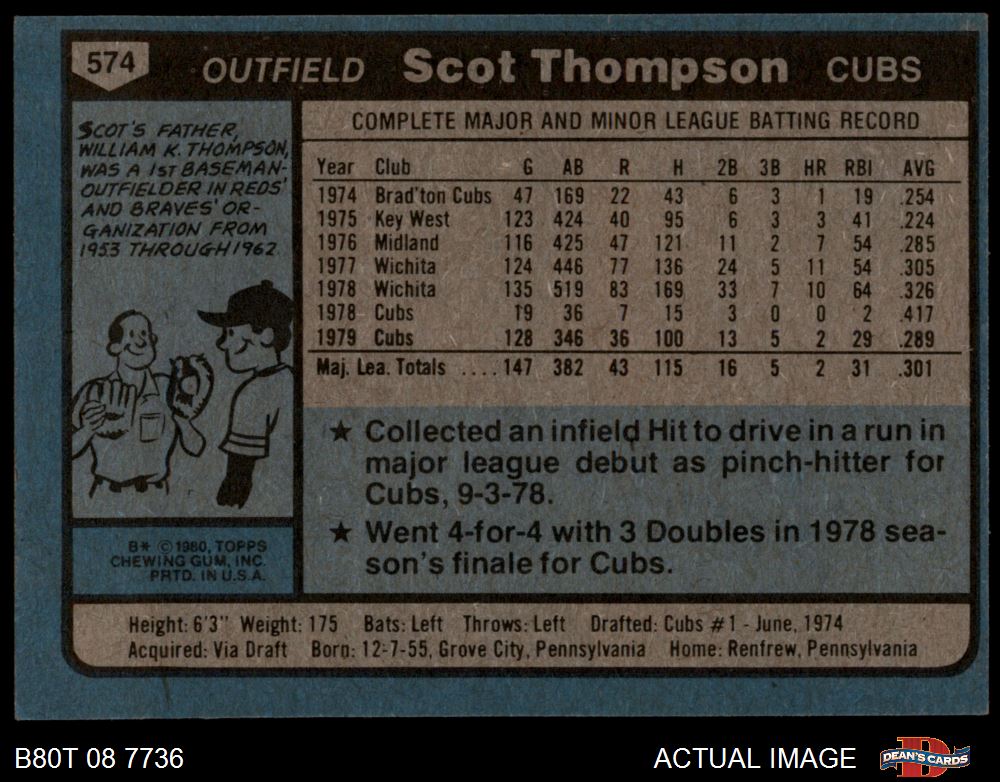 574 OUTFIELD Scot Thompson CUBS
SCOT'S FATHER,
WILLIAM K. THOMPSON,
WAS A 1ST BASEMAN-
OUTFIELDER IN REDS'
AND BRAVES' OR-
GANIZATION FROM
1953 THROUGH 1962.
COMPLETE MAJOR AND MINOR LEAGUE BATTING RECORD
Year Club G AB R H 2B 3B HR RBI AVG
1974 Brad'ton Cubs 47 169 22 43 6 3 1 19 .254
1975 Key West 123 424 40 95 6 3 3 41 .224
1976 Midland 116 425 47 121 11 2 7 54 .285
1977 Wichita 124 446 77 136 24 5 11 54 .305
1978 Wichita 135 519 83 169 33 7 10 64 .326
1978 Cubs 19 36 7 15 3 0 0 2 .417
1979 Cubs 128 346 36 100 13 5 2 29 .289
Maj. Lea. Totals .... 147 382 43 115 16 5 2 31 .301
★ Collected an infield Hit to drive in a run in
major league debut as pinch-hitter for
Cubs, 9-3-78.
★ Went 4-for-4 with 3 Doubles in 1978 sea-
son's finale for Cubs.
B* © 1980, TOPPS
CHEWING GUM, INC.
PRTD. IN U.S.A.
Height: 6'3" Weight: 175 Bats: Left Throws: Left Drafted: Cubs #1 - June, 1974
Acquired: Via Draft Born: 12-7-55, Grove City, Pennsylvania Home: Renfrew, Pennsylvania
B80T 08 7736 ACTUAL IMAGE DEAN'S CARDS